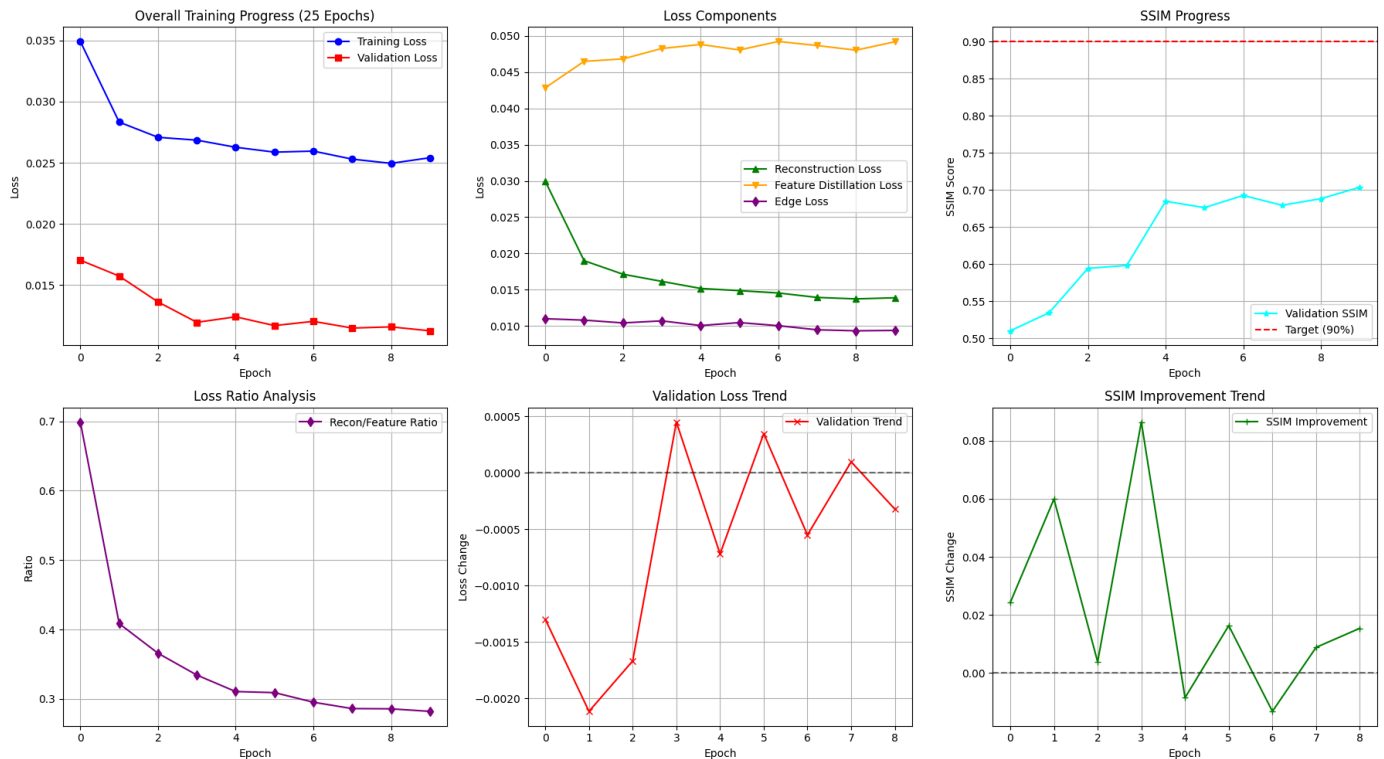 Overall Training Progress (25 Epochs)
0.035
0.030
0.025
0.020
0.015
Loss
0
2
4
6
8
Epoch
Training Loss
Validation Loss
Loss Components
0.050
0.045
0.040
0.035
0.030
0.025
0.020
0.015
0.010
Loss
0
2
4
6
8
Epoch
Reconstruction Loss
Feature Distillation Loss
Edge Loss
SSIM Progress
0.90
0.85
0.80
0.75
0.70
0.65
0.60
0.55
0.50
SSIM Score
0
2
4
6
8
Epoch
Validation SSIM
Target (90%)
Loss Ratio Analysis
0.7
0.6
0.5
0.4
0.3
Ratio
0
2
4
6
8
Epoch
Recon/Feature Ratio
Validation Loss Trend
0.0005
0.0000
−0.0005
−0.0010
−0.0015
−0.0020
Loss Change
0
1
2
3
4
5
6
7
8
Epoch
Validation Trend
SSIM Improvement Trend
0.08
0.06
0.04
0.02
0.00
SSIM Change
0
1
2
3
4
5
6
7
8
Epoch
SSIM Improvement